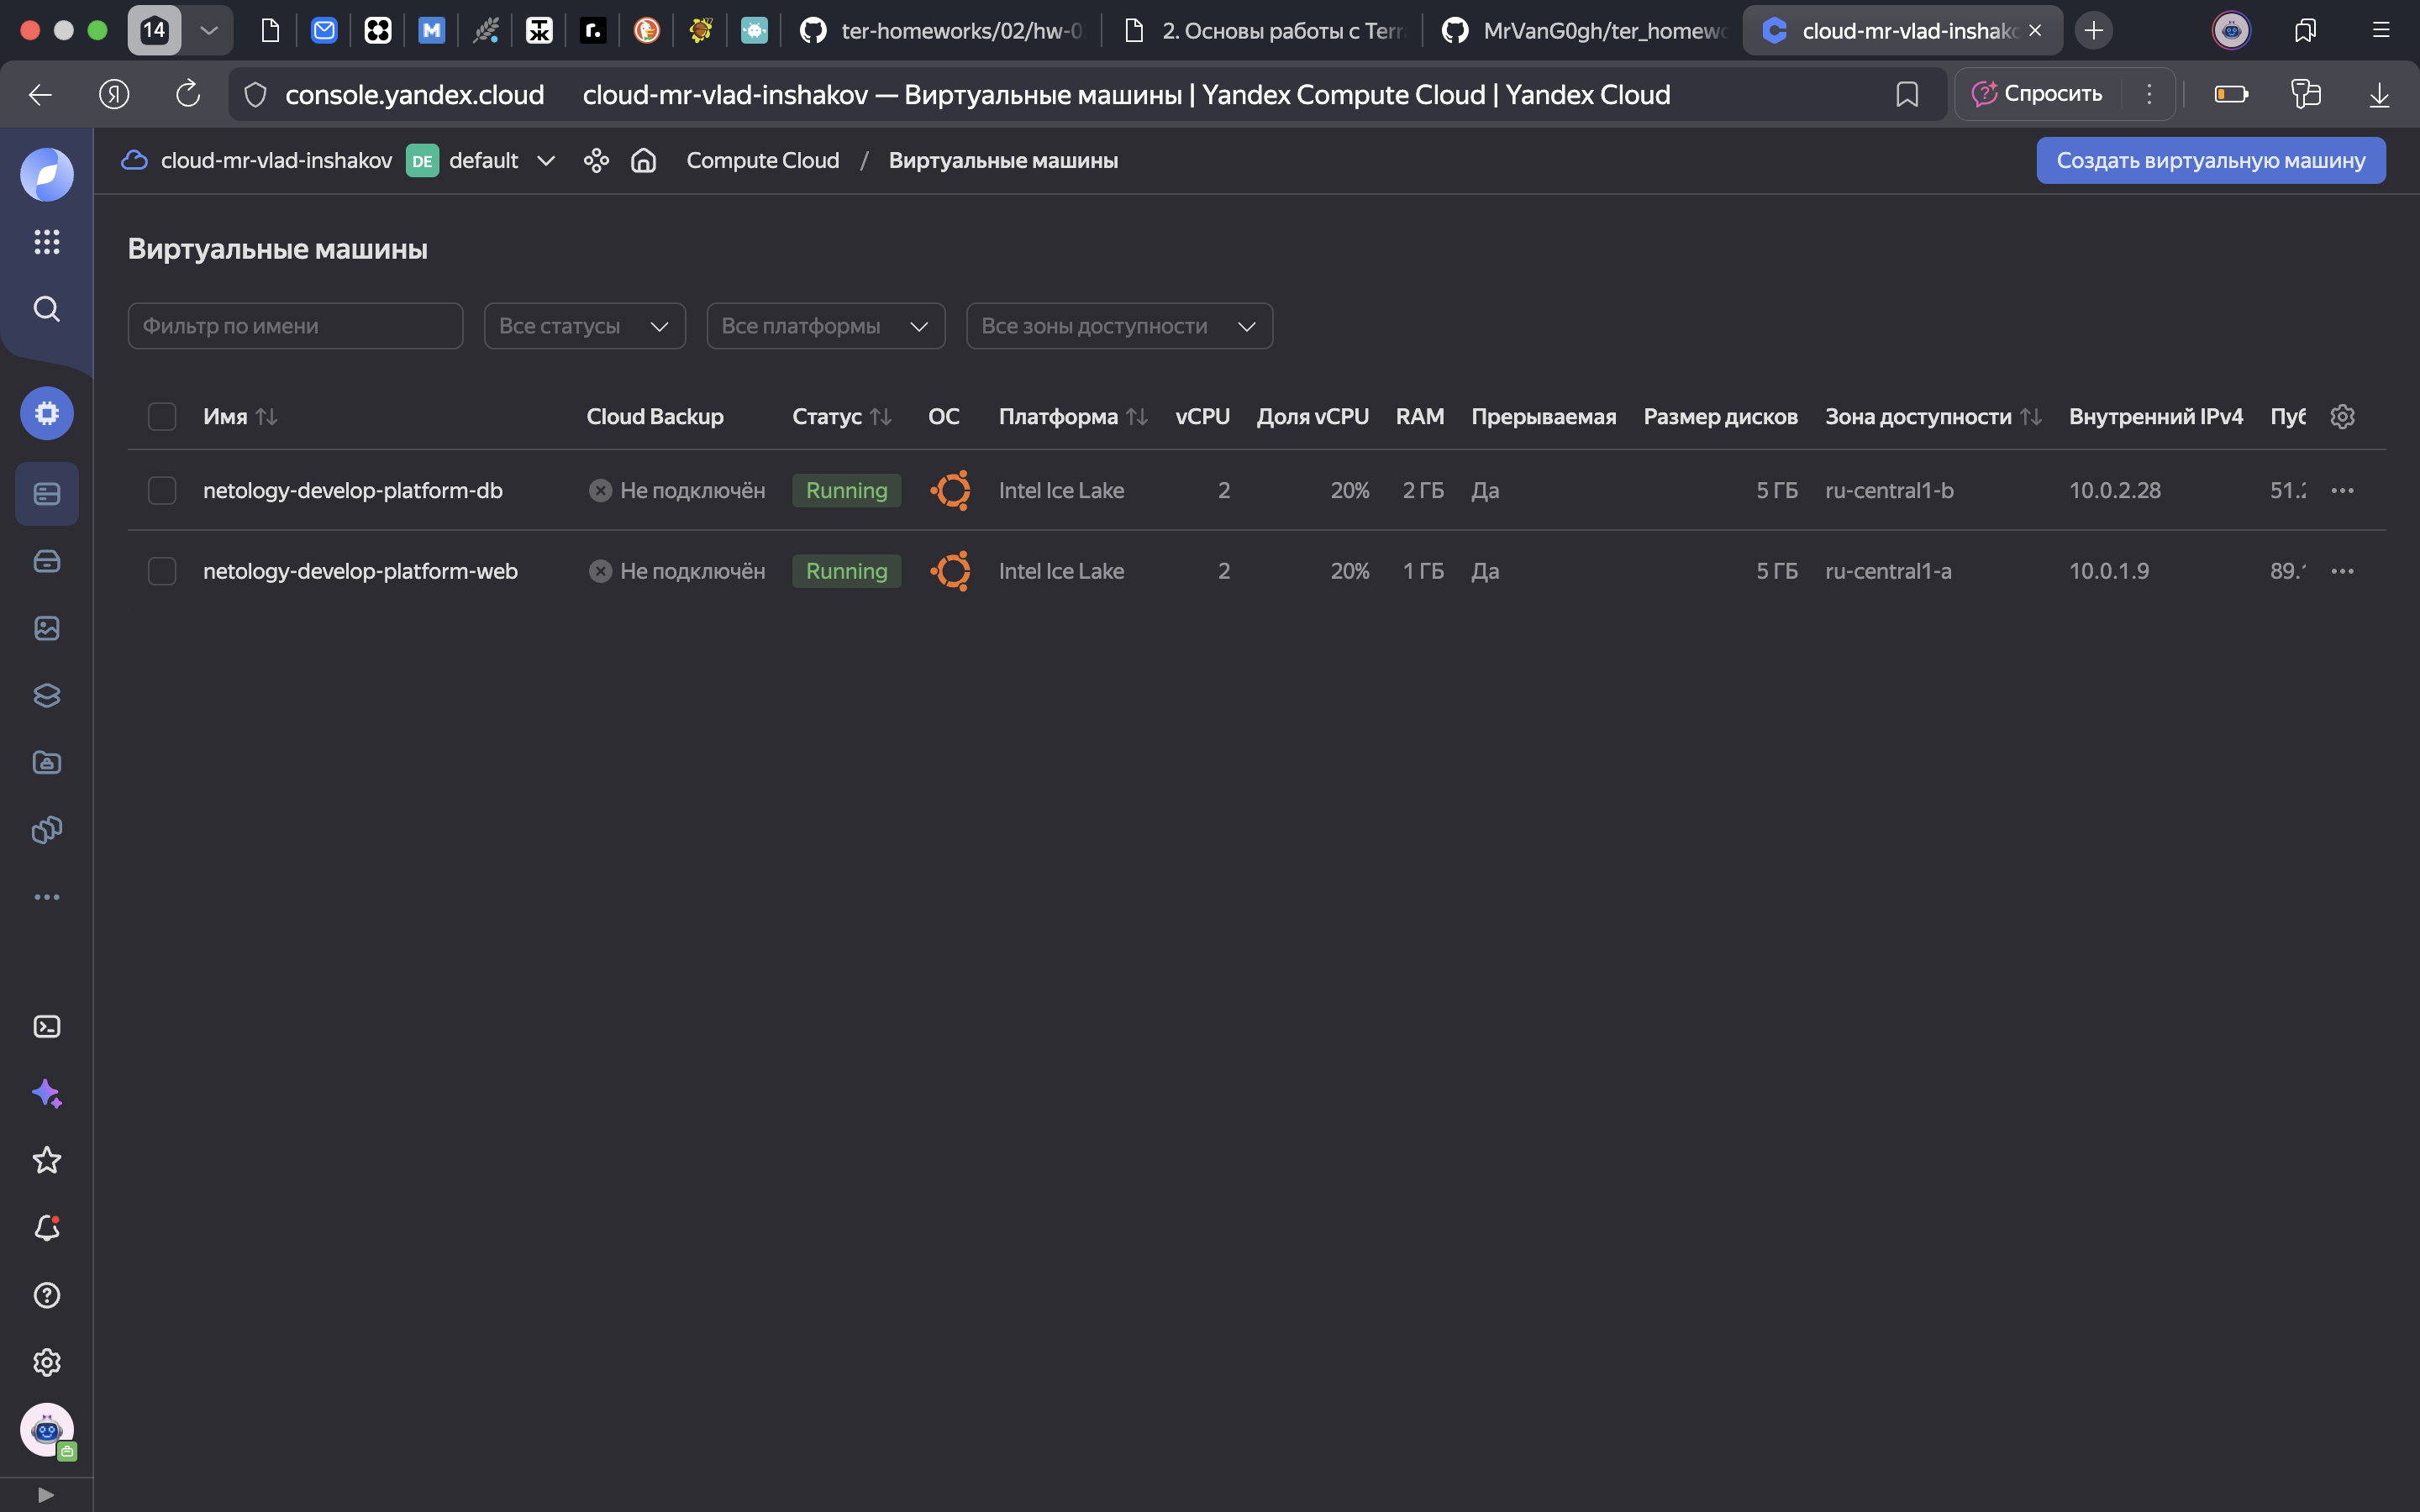 14 ter-homeworks/02/hw-0 2. Основы работы с Terr MrVanG0gh/ter_homewo cloud-mr-vlad-inshak
console.yandex.cloud cloud-mr-vlad-inshakov — Виртуальные машины | Yandex Compute Cloud | Yandex Cloud Спросить
cloud-mr-vlad-inshakov DE default Compute Cloud / Виртуальные машины Создать виртуальную машину
Виртуальные машины
Фильтр по имени Все статусы Все платформы Все зоны доступности
Имя Cloud Backup Статус ОС Платформа vCPU Доля vCPU RAM Прерываемая Размер дисков Зона доступности Внутренний IPv4 Пуб
netology-develop-platform-db Не подключён Running Intel Ice Lake 2 20% 2 ГБ Да 5 ГБ ru-central1-b 10.0.2.28 51.2
netology-develop-platform-web Не подключён Running Intel Ice Lake 2 20% 1 ГБ Да 5 ГБ ru-central1-a 10.0.1.9 89.1